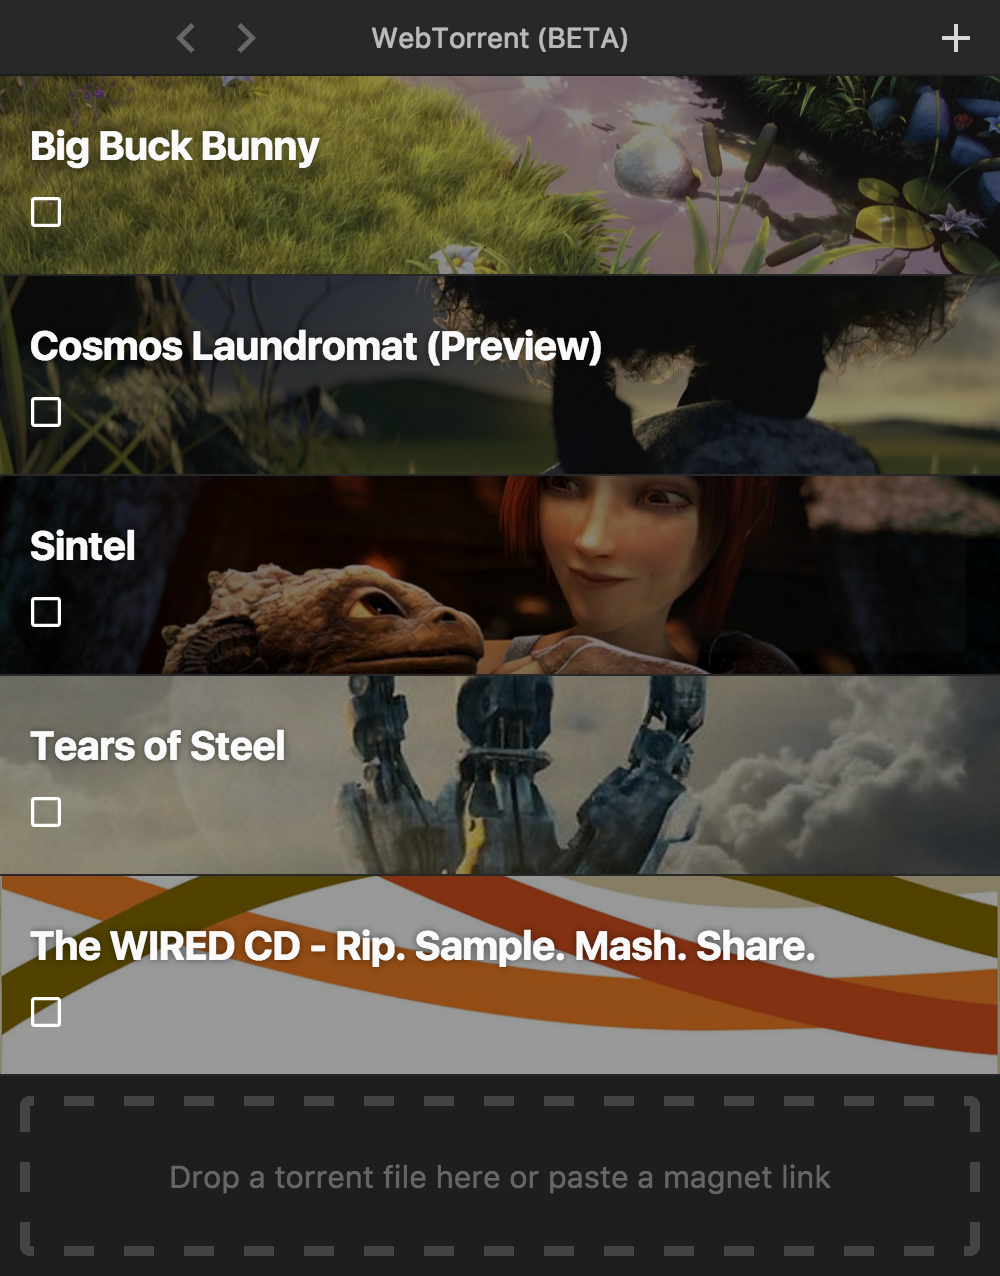 WebTorrent (BETA)
Big Buck Bunny
Cosmos Laundromat (Preview)
Sintel
Tears of Steel
The WIRED CD - Rip. Sample. Mash. Share.
Drop a torrent file here or paste a magnet link